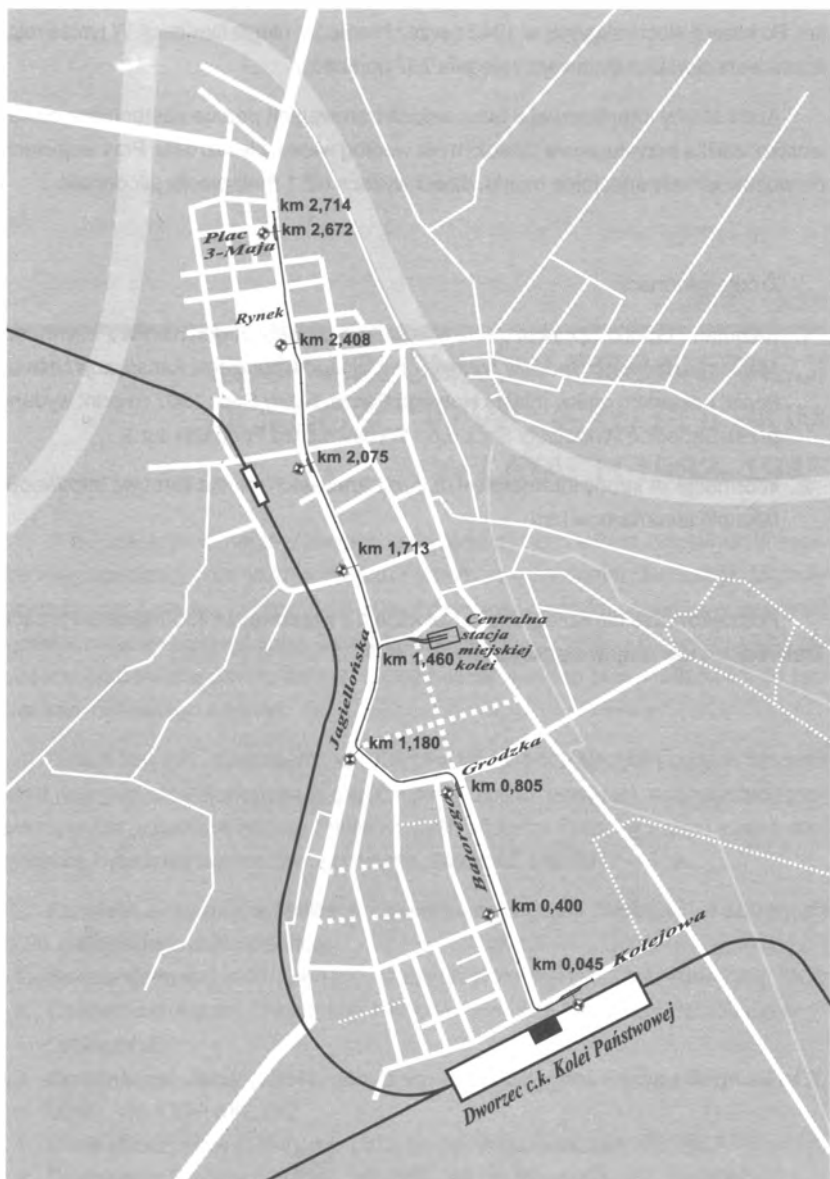 km 2,714
Plac
3-Maja
km 2,672
Rynek
km 2,408
km 2,075
km 1,713
Centralna
stacja
miejskiej
kolei
km 1,460
Jagiellońska
km 1,180
Grodzka
km 0,805
Batorego
km 0,400
Kolejowa
km 0,045
Dworzec c.k. Kolei Państwowej